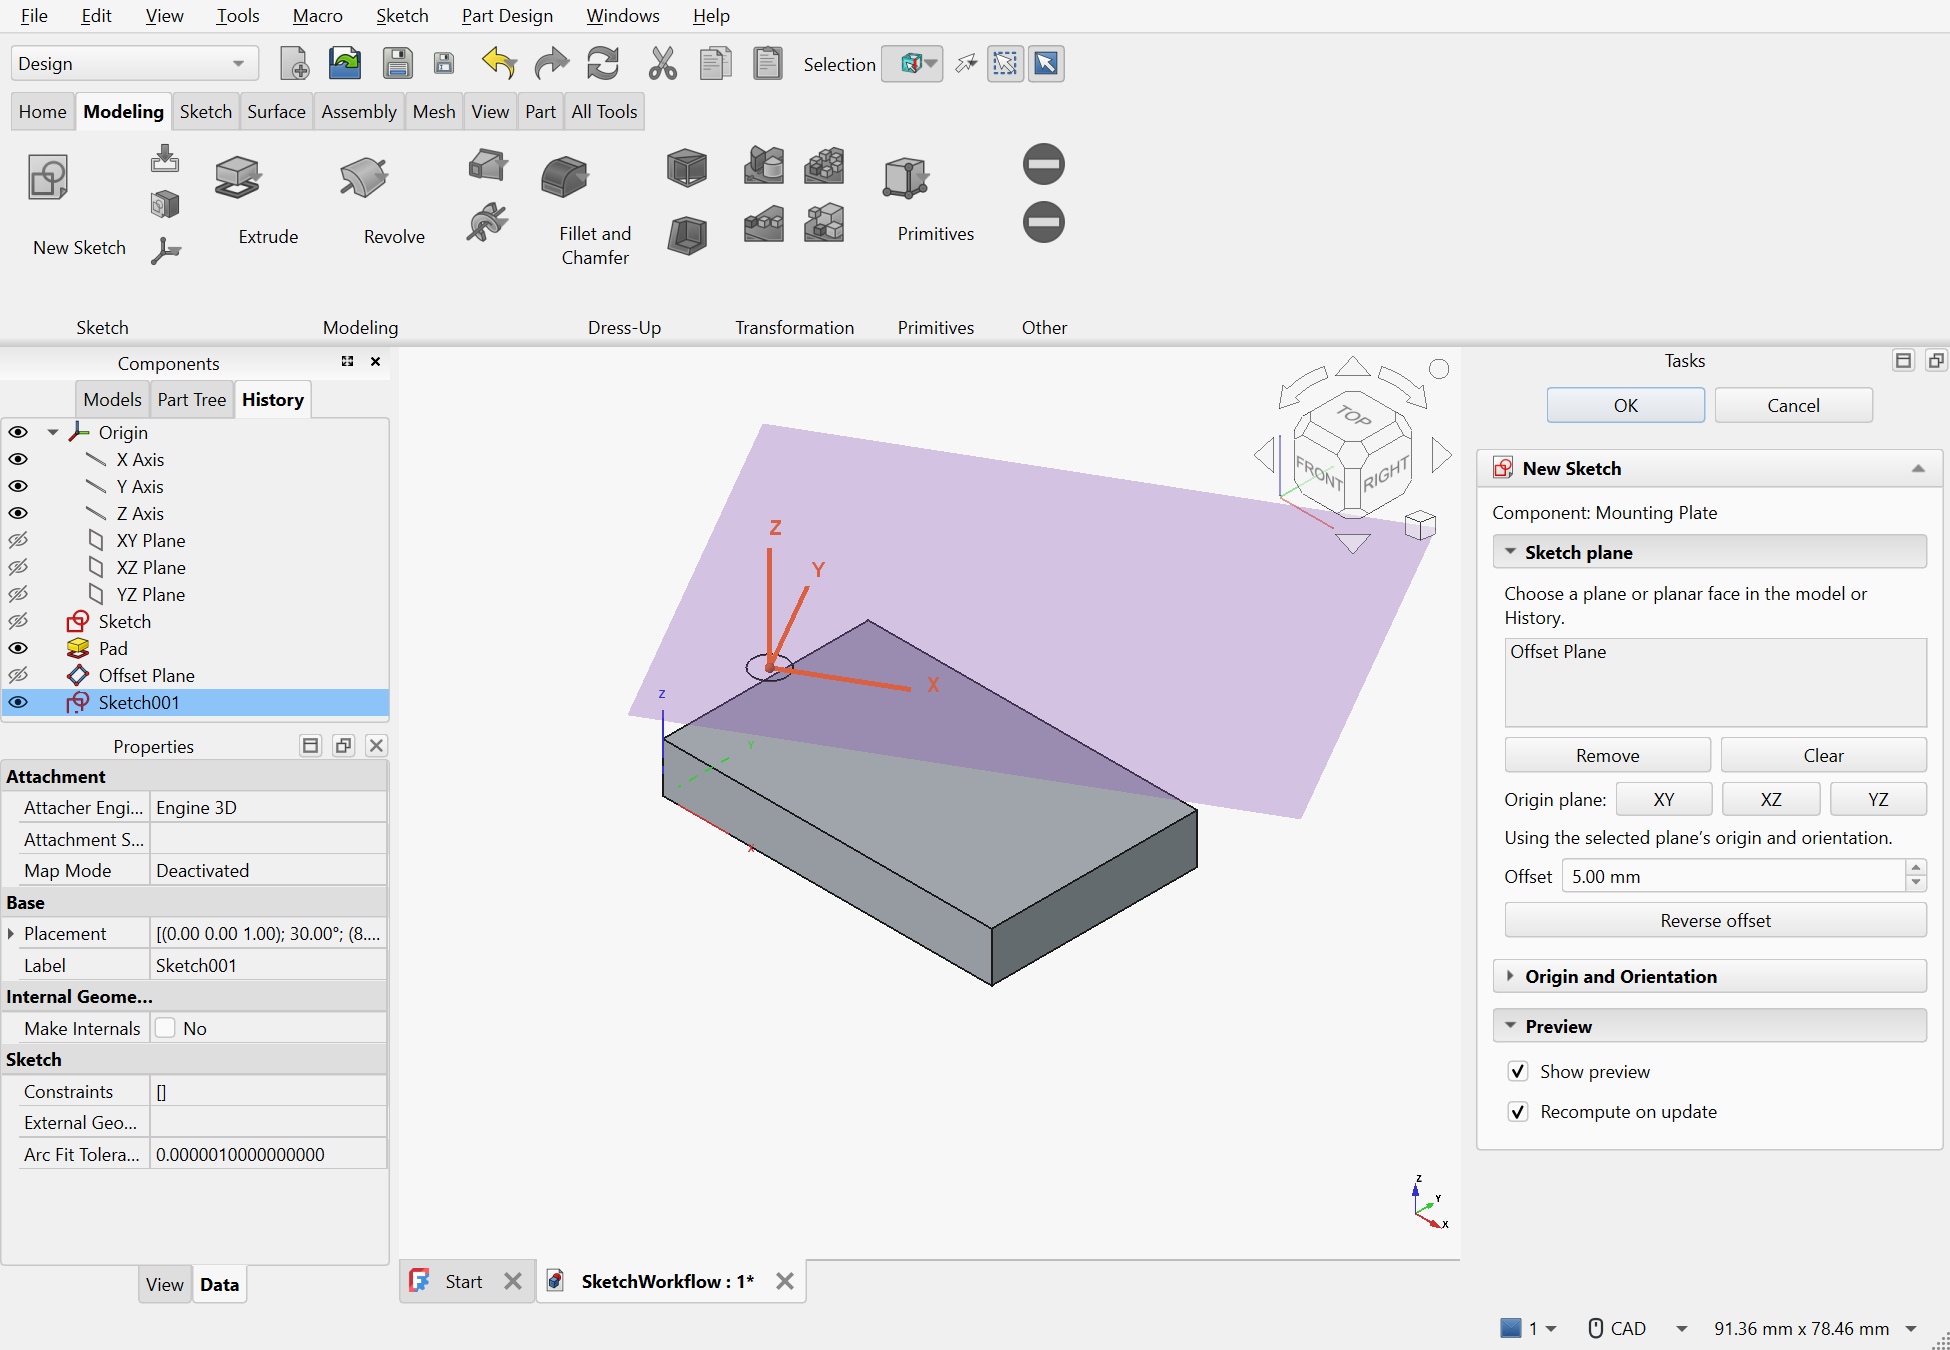 File Edit View Tools Macro Sketch Part Design Windows Help
Design
Selection
Home Modeling Sketch Surface Assembly Mesh View Part All Tools
New Sketch
Extrude
Revolve
Fillet and
Chamfer
Primitives
Sketch Modeling Dress-Up Transformation Primitives Other
Components
Models Part Tree History
Origin
X Axis
Y Axis
Z Axis
XY Plane
XZ Plane
YZ Plane
Sketch
Pad
Offset Plane
Sketch001
Properties
Attachment
Attacher Engi... Engine 3D
Attachment S...
Map Mode Deactivated
Base
Placement [(0.00 0.00 1.00); 30.00°; (8....
Label Sketch001
Internal Geome...
Make Internals No
Sketch
Constraints []
External Geo...
Arc Fit Tolera... 0.0000010000000000
View Data
TOP
FRONT
RIGHT
Z
Y
X
Z
Y
X
Z
Y
X
Start
SketchWorkflow : 1*
Tasks
OK Cancel
New Sketch
Component: Mounting Plate
Sketch plane
Choose a plane or planar face in the model or
History.
Offset Plane
Remove Clear
Origin plane: XY XZ YZ
Using the selected plane's origin and orientation.
Offset 5.00 mm
Reverse offset
Origin and Orientation
Preview
Show preview
Recompute on update
1 CAD 91.36 mm x 78.46 mm